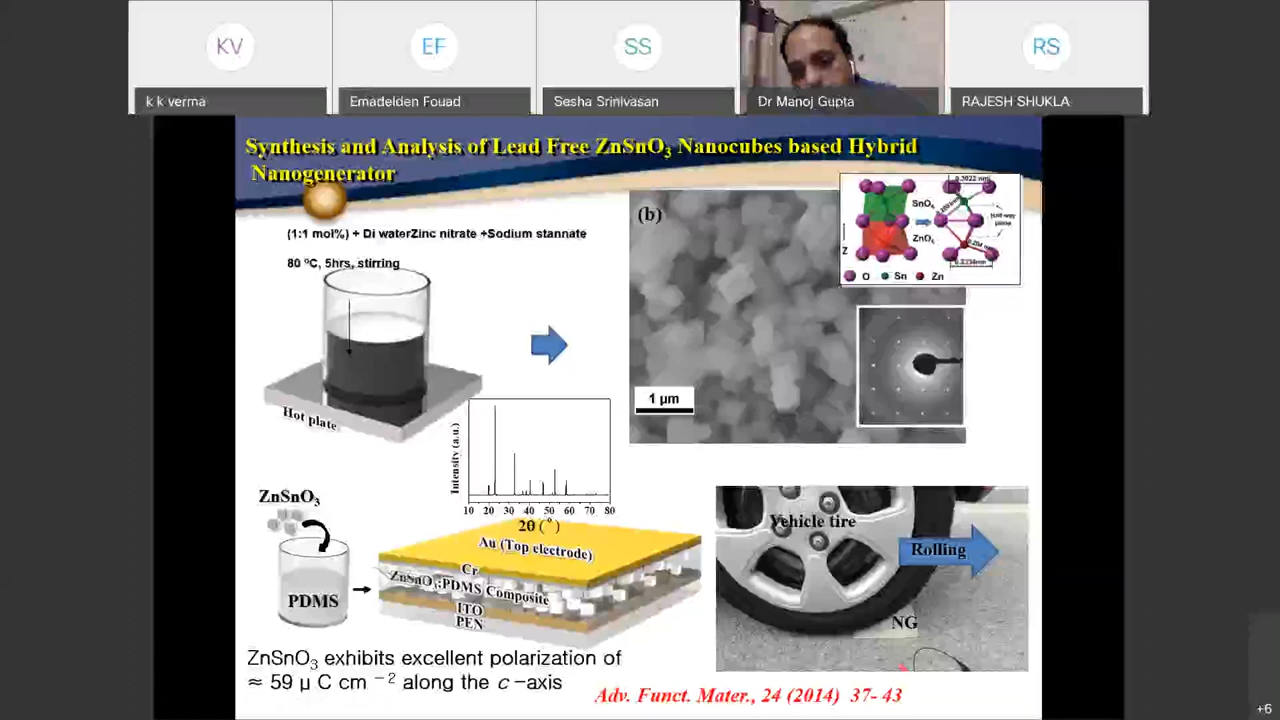 KV
EF
SS
RS
k k verma
Emadelden Fouad
Sesha Srinivasan
Dr Manoj Gupta
RAJESH SHUKLA
Synthesis and Analysis of Lead Free ZnSnO₃ Nanocubes based Hybrid
Nanogenerator
(1:1 mol%) + Di waterZinc nitrate +Sodium stannate
80 ºC, 5hrs, stirring
Hot plate
(b)
1 µm
SnO₆
ZnO₆
Z
O Sn Zn
Intensity (a.u.)
10 20 30 40 50 60 70 80
2θ (°)
ZnSnO₃
PDMS
Au (Top electrode)
Cr
ZnSnO₃:PDMS Composite
ITO
PEN
Vehicle tire
Rolling
NG
ZnSnO₃ exhibits excellent polarization of
≈ 59 µ C cm ⁻² along the c –axis
Adv. Funct. Mater., 24 (2014) 37- 43
+6